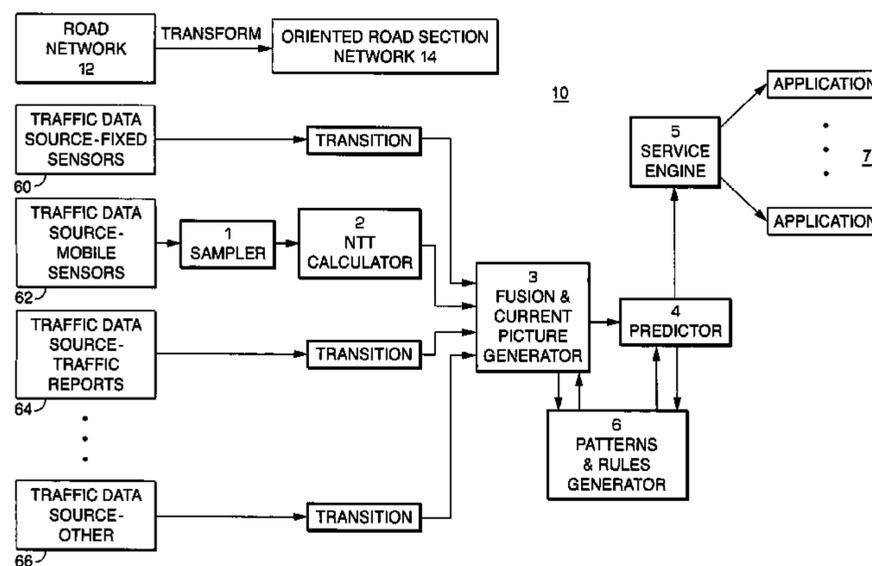 ROAD
NETWORK
12
TRANSFORM
ORIENTED ROAD SECTION
NETWORK 14
10
TRAFFIC DATA
SOURCE-FIXED
SENSORS
60
TRANSITION
TRAFFIC DATA
SOURCE-
MOBILE
SENSORS
62
1
SAMPLER
2
NTT
CALCULATOR
TRAFFIC DATA
SOURCE-
TRAFFIC
REPORTS
64
TRANSITION
TRAFFIC DATA
SOURCE-
OTHER
66
TRANSITION
3
FUSION &
CURRENT
PICTURE
GENERATOR
4
PREDICTOR
6
PATTERNS
& RULES
GENERATOR
5
SERVICE
ENGINE
APPLICATION
7
APPLICATION